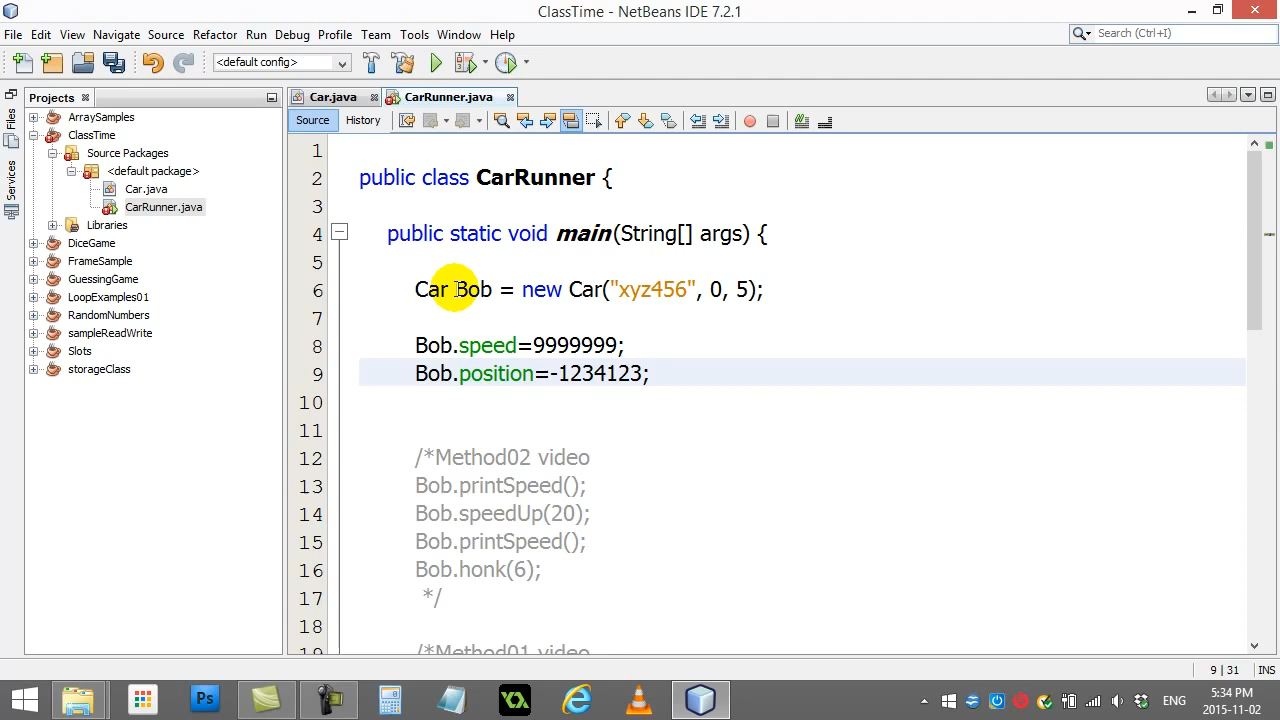 ClassTime - NetBeans IDE 7.2.1
File Edit View Navigate Source Refactor Run Debug Profile Team Tools Window Help
Search (Ctrl+I)
<default config>
Projects
Car.java
CarRunner.java
Source
History
Files
Services
ArraySamples
ClassTime
Source Packages
<default package>
Car.java
CarRunner.java
Libraries
DiceGame
FrameSample
GuessingGame
LoopExamples01
RandomNumbers
sampleReadWrite
Slots
storageClass
1
2 public class CarRunner {
3
4 public static void main(String[] args) {
5
6 Car Bob = new Car("xyz456", 0, 5);
7
8 Bob.speed=9999999;
9 Bob.position=-1234123;
10
11
12 /*Method02 video
13 Bob.printSpeed();
14 Bob.speedUp(20);
15 Bob.printSpeed();
16 Bob.honk(6);
17 */
18
19 /*Method01 video
9 | 31 INS
Ps
ENG
5:34 PM
2015-11-02